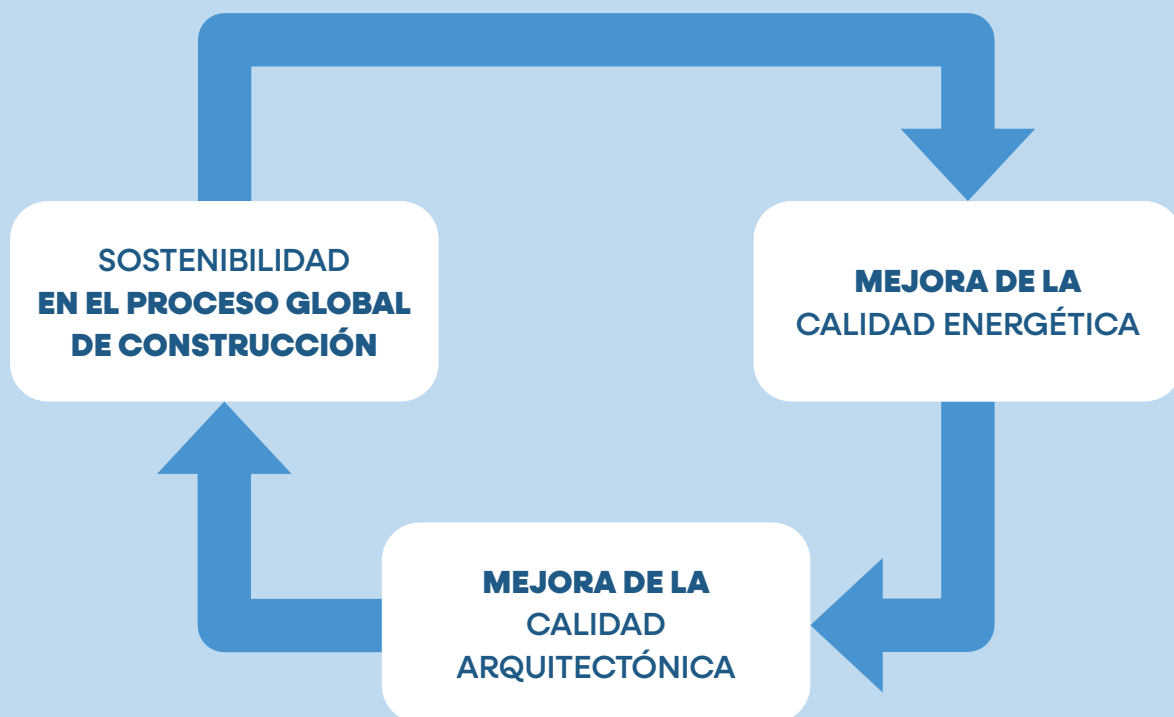 SOSTENIBILIDAD
EN EL PROCESO GLOBAL
DE CONSTRUCCIÓN
MEJORA DE LA
CALIDAD ENERGÉTICA
MEJORA DE LA
CALIDAD
ARQUITECTÓNICA